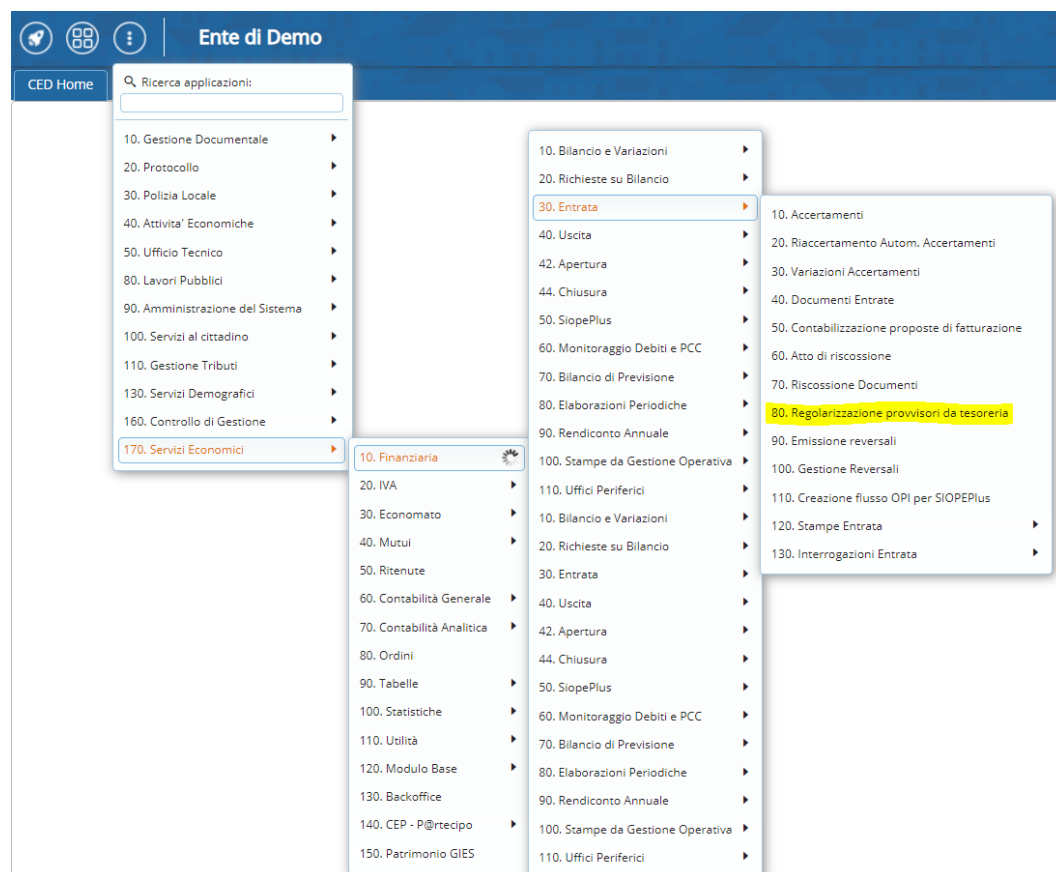 Ente di Demo
CED Home
Ricerca applicazioni:
10. Gestione Documentale
20. Protocollo
30. Polizia Locale
40. Attivita' Economiche
50. Ufficio Tecnico
80. Lavori Pubblici
90. Amministrazione del Sistema
100. Servizi al cittadino
110. Gestione Tributi
130. Servizi Demografici
160. Controllo di Gestione
170. Servizi Economici
10. Finanziaria
20. IVA
30. Economato
40. Mutui
50. Ritenute
60. Contabilità Generale
70. Contabilità Analitica
80. Ordini
90. Tabelle
100. Statistiche
110. Utilità
120. Modulo Base
130. Backoffice
140. CEP - P@rtecipo
150. Patrimonio GIES
10. Bilancio e Variazioni
20. Richieste su Bilancio
30. Entrata
40. Uscita
42. Apertura
44. Chiusura
50. SiopePlus
60. Monitoraggio Debiti e PCC
70. Bilancio di Previsione
80. Elaborazioni Periodiche
90. Rendiconto Annuale
100. Stampe da Gestione Operativa
110. Uffici Periferici
10. Bilancio e Variazioni
20. Richieste su Bilancio
30. Entrata
40. Uscita
42. Apertura
44. Chiusura
50. SiopePlus
60. Monitoraggio Debiti e PCC
70. Bilancio di Previsione
80. Elaborazioni Periodiche
90. Rendiconto Annuale
100. Stampe da Gestione Operativa
110. Uffici Periferici
10. Accertamenti
20. Riaccertamento Autom. Accertamenti
30. Variazioni Accertamenti
40. Documenti Entrate
50. Contabilizzazione proposte di fatturazione
60. Atto di riscossione
70. Riscossione Documenti
80. Regolarizzazione provvisori da tesoreria
90. Emissione reversali
100. Gestione Reversali
110. Creazione flusso OPI per SIOPEPlus
120. Stampe Entrata
130. Interrogazioni Entrata